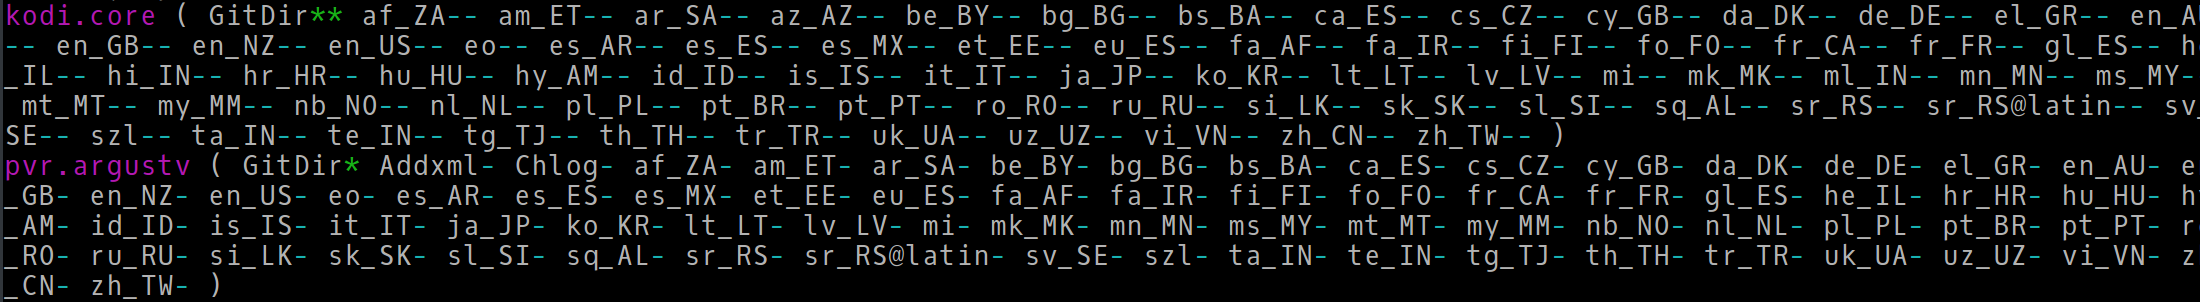 kodi.core ( GitDir** af_ZA-- am_ET-- ar_SA-- az_AZ-- be_BY-- bg_BG-- bs_BA-- ca_ES-- cs_CZ-- cy_GB-- da_DK-- de_DE-- el_GR-- en_AU
-- en_GB-- en_NZ-- en_US-- eo-- es_AR-- es_ES-- es_MX-- et_EE-- eu_ES-- fa_AF-- fa_IR-- fi_FI-- fo_FO-- fr_CA-- fr_FR-- gl_ES-- he
_IL-- hi_IN-- hr_HR-- hu_HU-- hy_AM-- id_ID-- is_IS-- it_IT-- ja_JP-- ko_KR-- lt_LT-- lv_LV-- mi-- mk_MK-- ml_IN-- mn_MN-- ms_MY-
mt_MT-- my_MM-- nb_NO-- nl_NL-- pl_PL-- pt_BR-- pt_PT-- ro_RO-- ru_RU-- si_LK-- sk_SK-- sl_SI-- sq_AL-- sr_RS-- sr_RS@latin-- sv_
SE-- szl-- ta_IN-- te_IN-- tg_TJ-- th_TH-- tr_TR-- uk_UA-- uz_UZ-- vi_VN-- zh_CN-- zh_TW-- )
pvr.argustv ( GitDir* Addxml- Chlog- af_ZA- am_ET- ar_SA- be_BY- bg_BG- bs_BA- ca_ES- cs_CZ- cy_GB- da_DK- de_DE- el_GR- en_AU- e
_GB- en_NZ- en_US- eo- es_AR- es_ES- es_MX- et_EE- eu_ES- fa_AF- fa_IR- fi_FI- fo_FO- fr_CA- fr_FR- gl_ES- he_IL- hr_HR- hu_HU- h
_AM- id_ID- is_IS- it_IT- ja_JP- ko_KR- lt_LT- lv_LV- mi- mk_MK- mn_MN- ms_MY- mt_MT- my_MM- nb_NO- nl_NL- pl_PL- pt_BR- pt_PT- r
_RO- ru_RU- si_LK- sk_SK- sl_SI- sq_AL- sr_RS- sr_RS@latin- sv_SE- szl- ta_IN- te_IN- tg_TJ- th_TH- tr_TR- uk_UA- uz_UZ- vi_VN- z
_CN- zh_TW- )